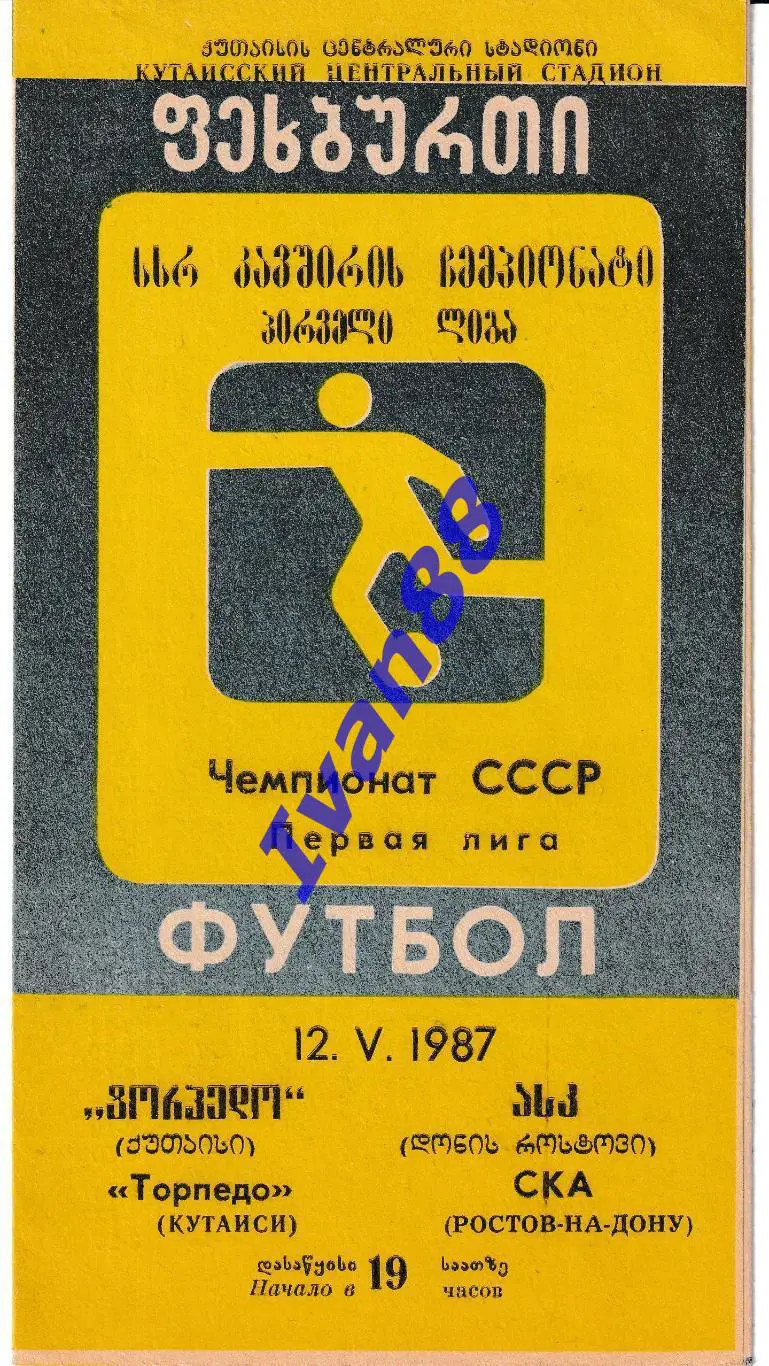 ქუთაისის ცენტრალური სტადიონი
КУТАИССКИЙ ЦЕНТРАЛЬНЫЙ СТАДИОН
ფეხბურთი
სსრ კავშირის ჩემპიონატი
პირველი ლიგა
Чемпионат СССР
Первая лига
Ivan88
ФУТБОЛ
12. V. 1987
„ტორპედო“ ასკ
(ქუთაისი) (დონის როსტოვი)
«Торпедо» СКА
(КУТАИСИ) (РОСТОВ-НА-ДОНУ)
დასაწყისი 19 საათზე
Начало в часов